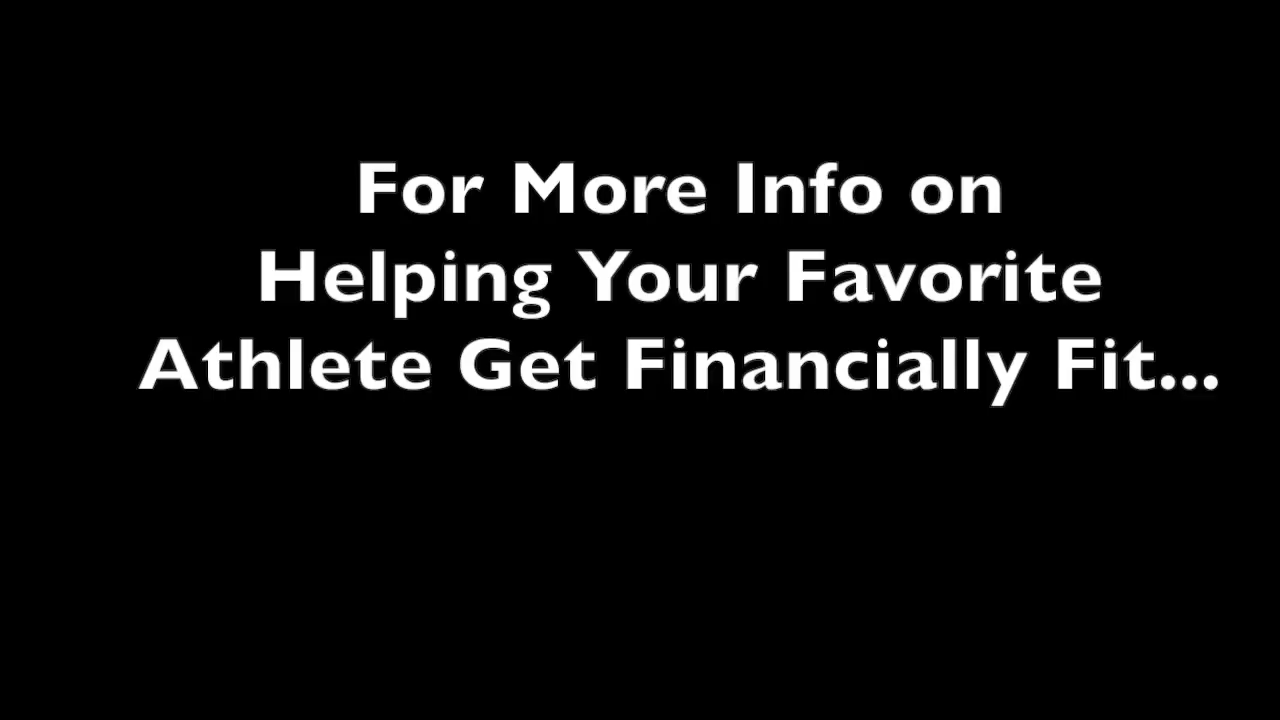 For More Info on
Helping Your Favorite
Athlete Get Financially Fit...